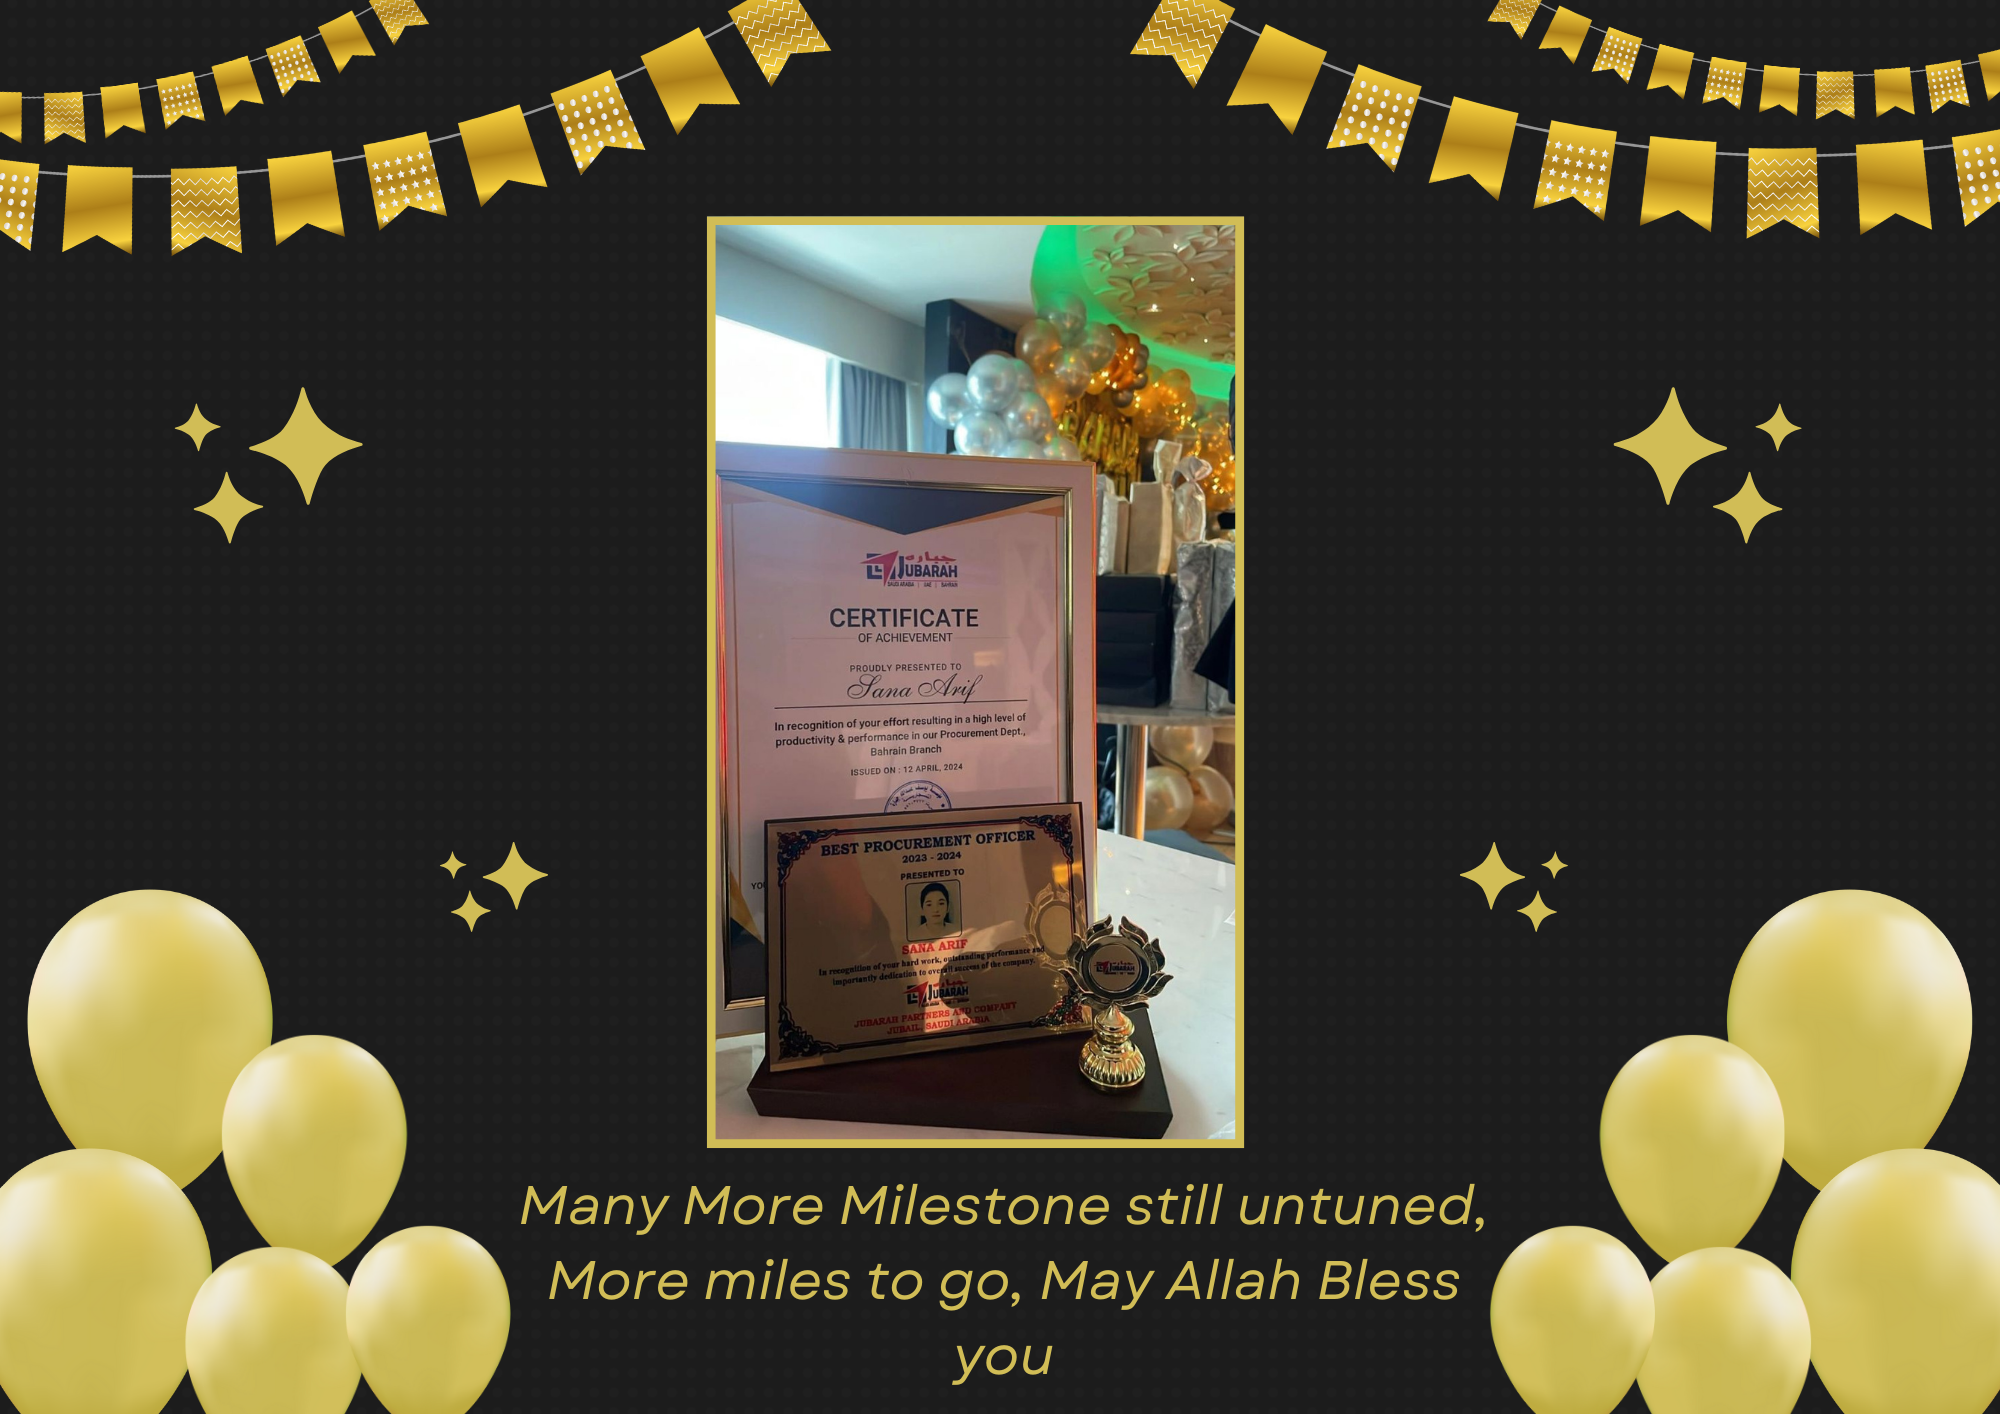 جبارة
JUBARAH
SAUDI ARABIA | UAE | BAHRAIN
CERTIFICATE
OF ACHIEVEMENT
PROUDLY PRESENTED TO
Sana Arif
In recognition of your effort resulting in a high level of
productivity & performance in our Procurement Dept.,
Bahrain Branch
ISSUED ON : 12 APRIL, 2024
YO
BEST PROCUREMENT OFFICER
2023 - 2024
PRESENTED TO
SANA ARIF
In recognition of your hard work, outstanding performance and
importantly dedication to overall success of the company.
JUBARAH
JUBARAH PARTNERS AND COMPANY
JUBAIL, SAUDI ARABIA
JUBARAH
Many More Milestone still untuned,
More miles to go, May Allah Bless
you